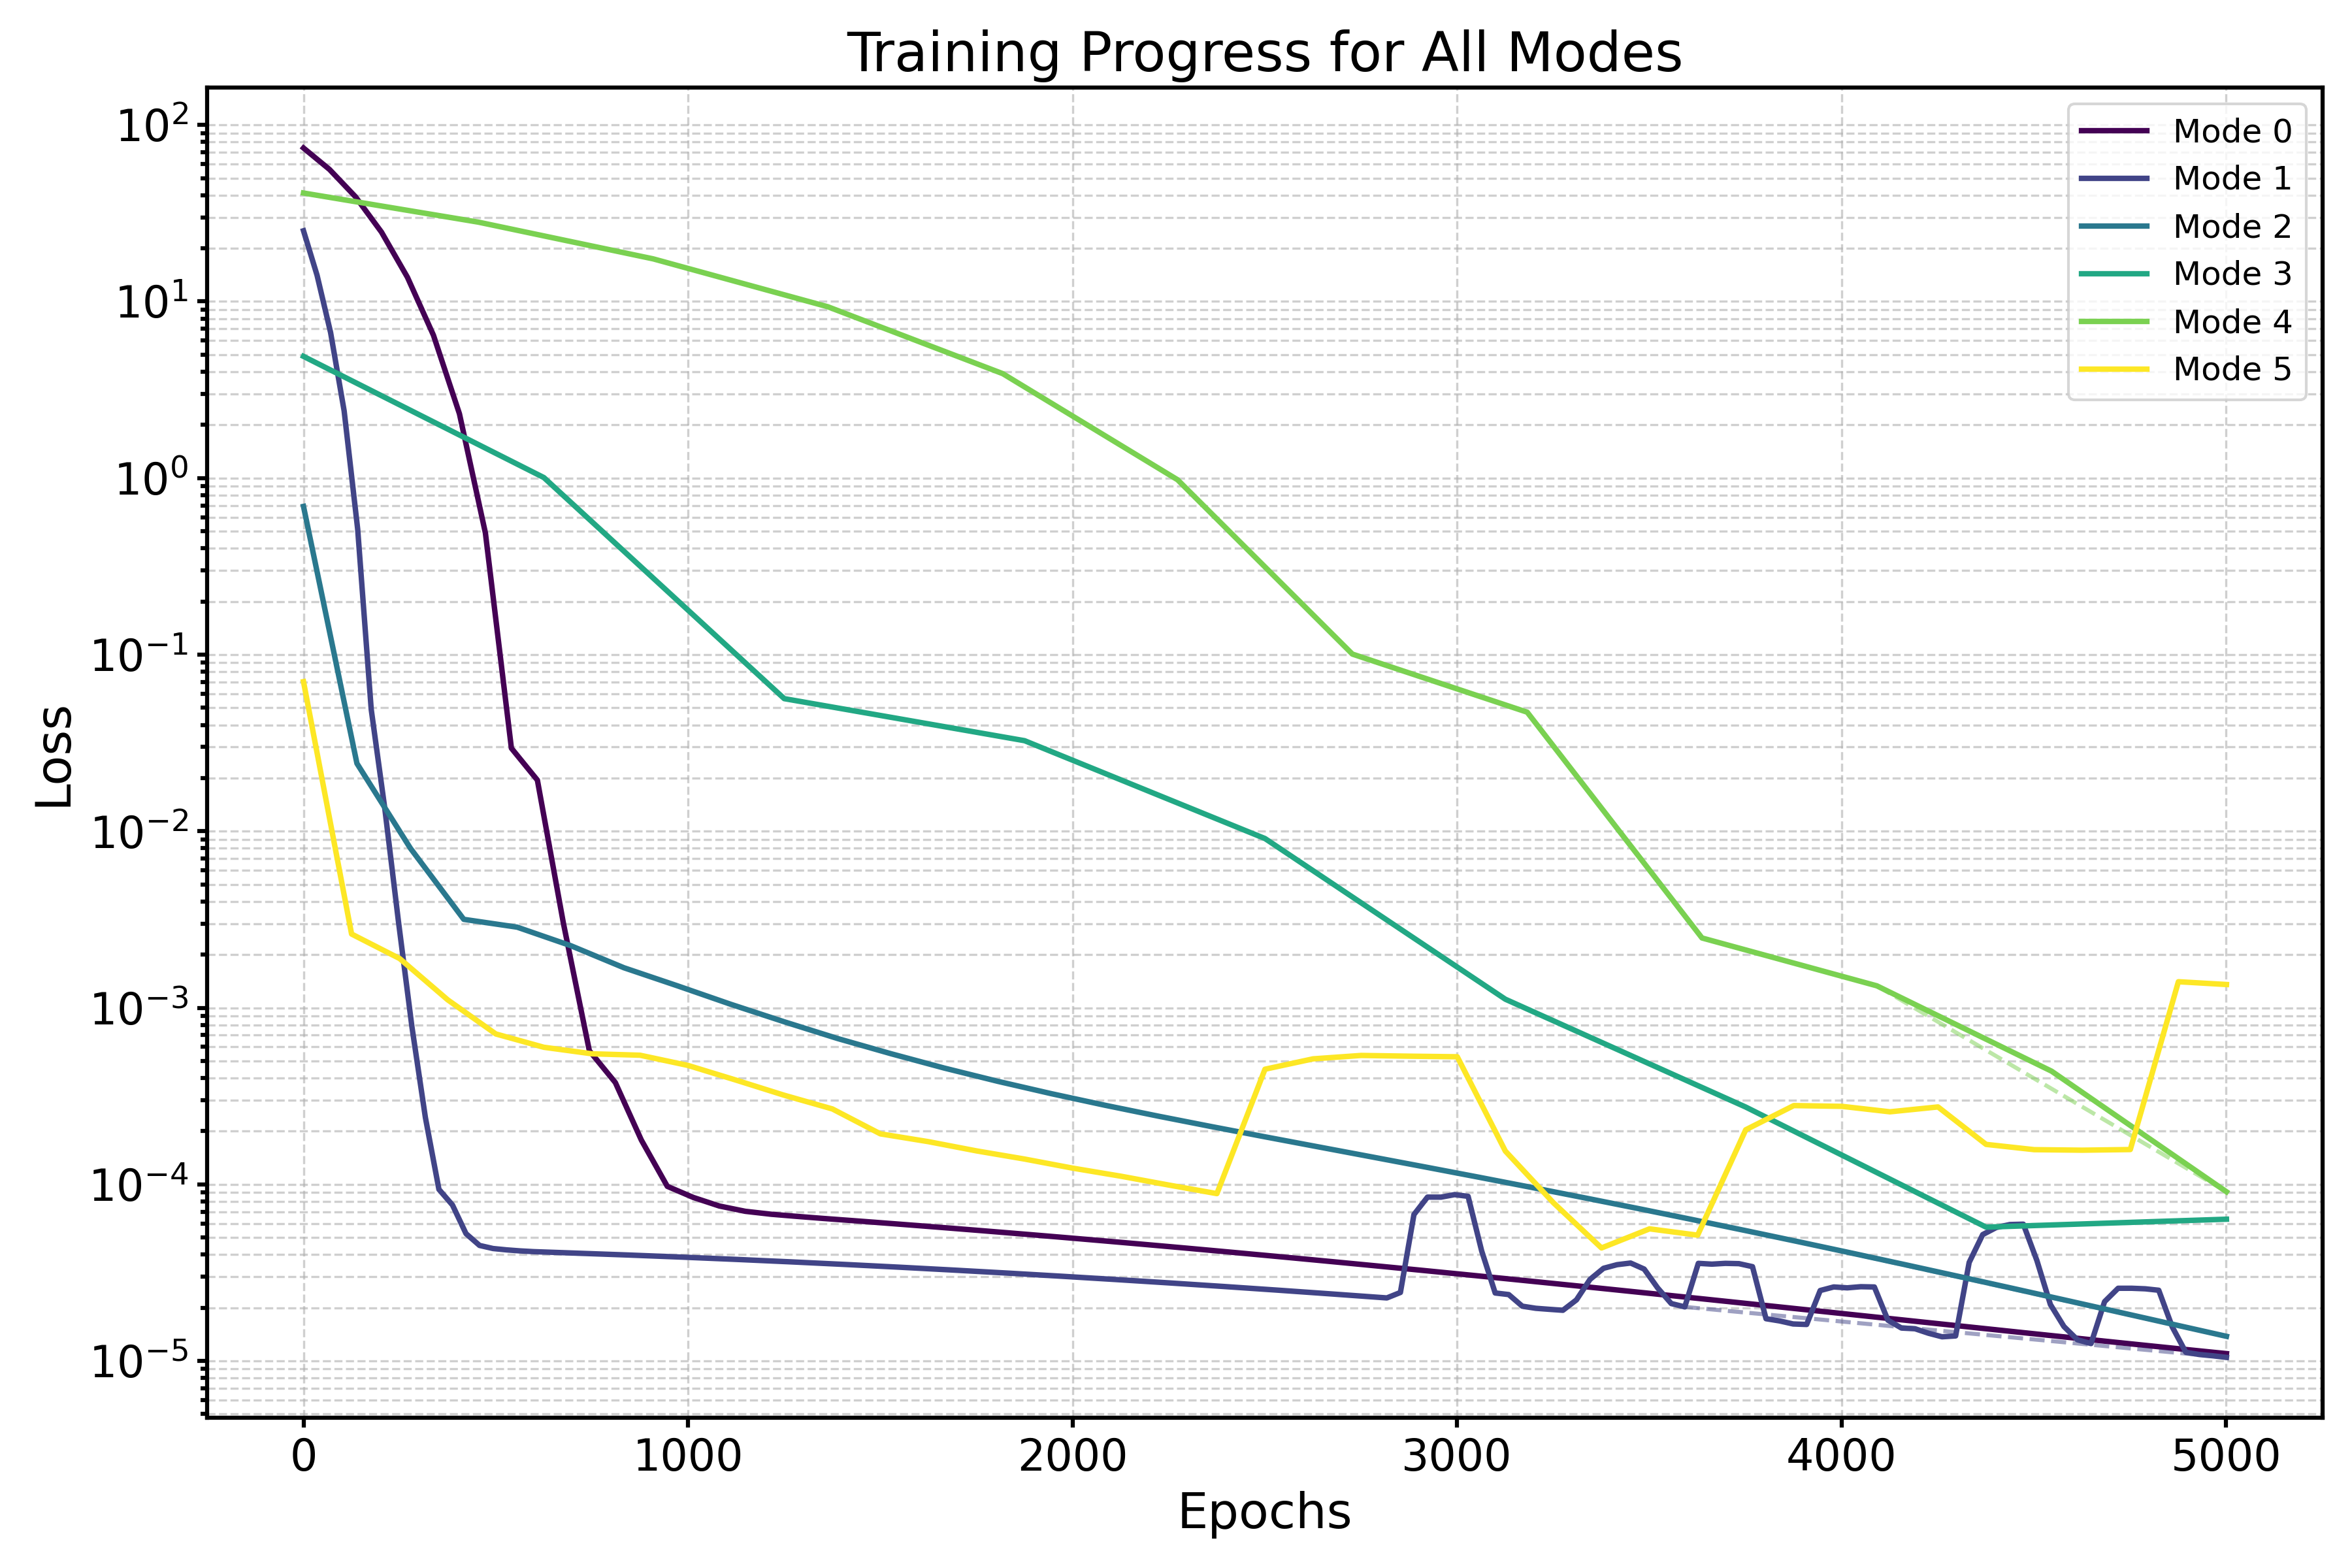 Training Progress for All Modes
Loss
10²
10¹
10⁰
10⁻¹
10⁻²
10⁻³
10⁻⁴
10⁻⁵
Mode 0
Mode 1
Mode 2
Mode 3
Mode 4
Mode 5
0 1000 2000 3000 4000 5000
Epochs